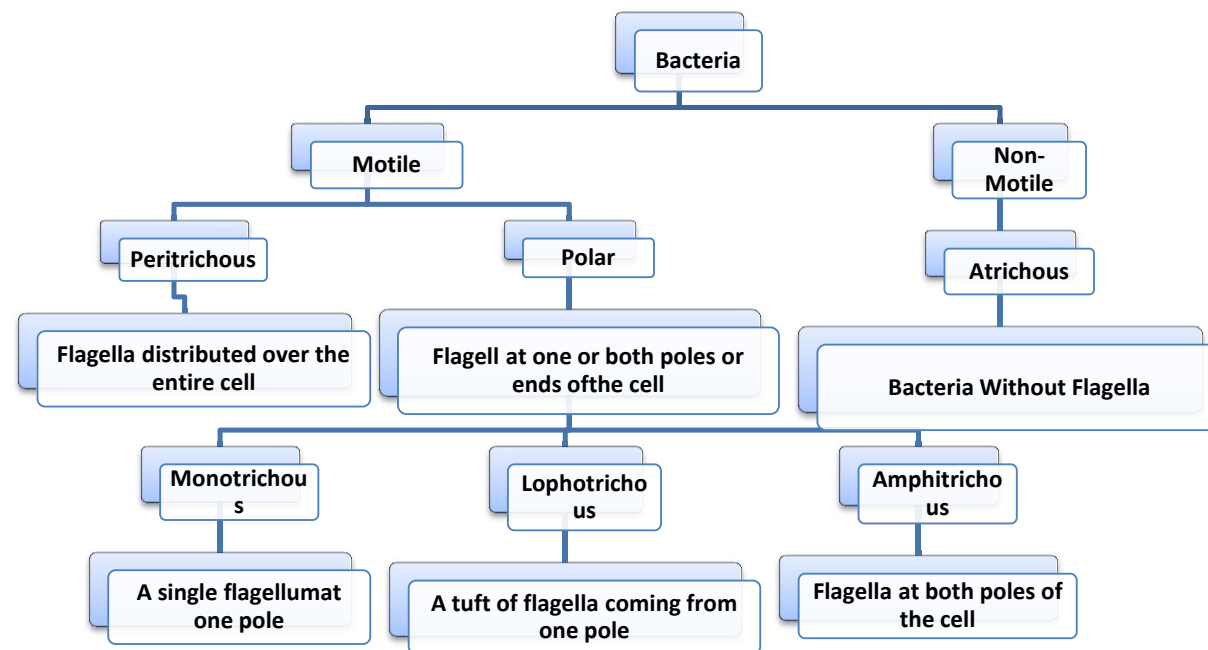 Bacteria
Motile
Non-
Motile
Peritrichous
Polar
Atrichous
Flagella distributed over the
entire cell
Flagell at one or both poles or
ends ofthe cell
Bacteria Without Flagella
Monotrichou
s
Lophotrich
ous
Amphitricho
us
A single flagellumat
one pole
A tuft of flagella coming from
one pole
Flagella at both poles of
the cell